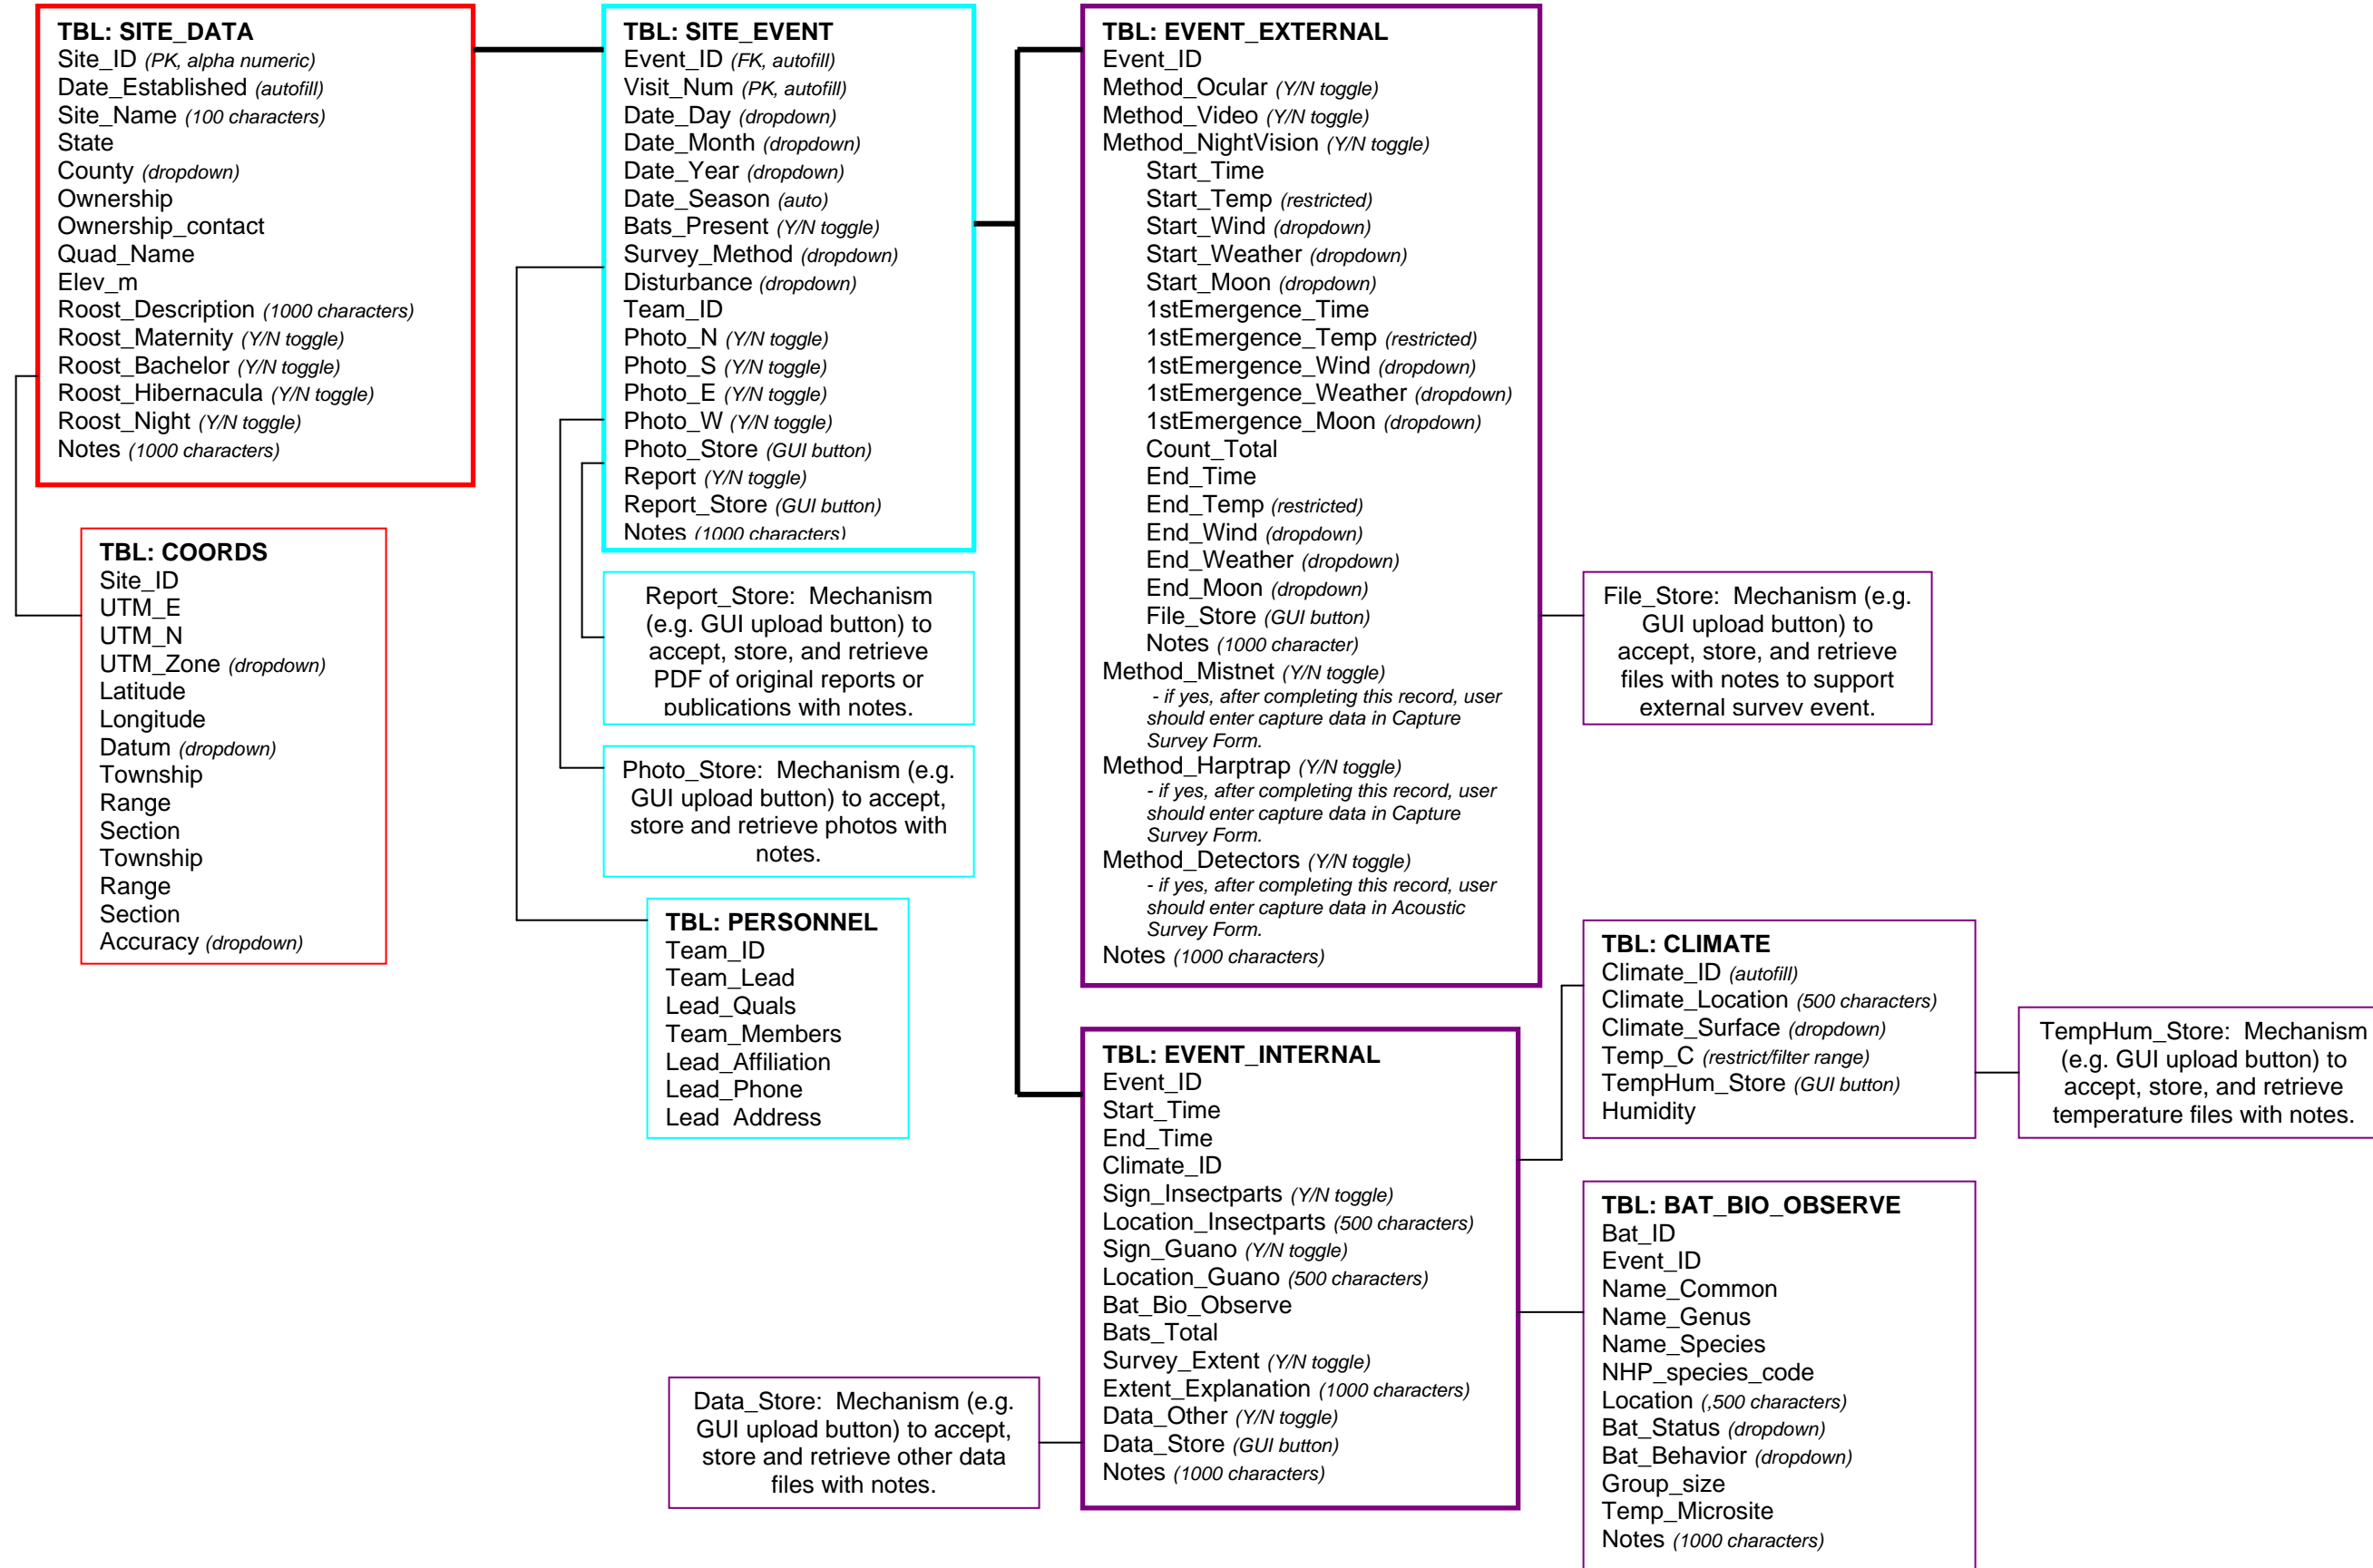 TBL: SITE_DATA
Site_ID (PK, alpha numeric)
Date_Established (autofill)
Site_Name (100 characters)
State
County (dropdown)
Ownership
Ownership_contact
Quad_Name
Elev_m
Roost_Description (1000 characters)
Roost_Maternity (Y/N toggle)
Roost_Bachelor (Y/N toggle)
Roost_Hibernacula (Y/N toggle)
Roost_Night (Y/N toggle)
Notes (1000 characters)
TBL: COORDS
Site_ID
UTM_E
UTM_N
UTM_Zone (dropdown)
Latitude
Longitude
Datum (dropdown)
Township
Range
Section
Township
Range
Section
Accuracy (dropdown)
TBL: SITE_EVENT
Event_ID (FK, autofill)
Visit_Num (PK, autofill)
Date_Day (dropdown)
Date_Month (dropdown)
Date_Year (dropdown)
Date_Season (auto)
Bats_Present (Y/N toggle)
Survey_Method (dropdown)
Disturbance (dropdown)
Team_ID
Photo_N (Y/N toggle)
Photo_S (Y/N toggle)
Photo_E (Y/N toggle)
Photo_W (Y/N toggle)
Photo_Store (GUI button)
Report (Y/N toggle)
Report_Store (GUI button)
Notes (1000 characters)
Report_Store: Mechanism
(e.g. GUI upload button) to
accept, store, and retrieve
PDF of original reports or
publications with notes.
Photo_Store: Mechanism (e.g.
GUI upload button) to accept,
store and retrieve photos with
notes.
TBL: PERSONNEL
Team_ID
Team_Lead
Lead_Quals
Team_Members
Lead_Affiliation
Lead_Phone
Lead_Address
TBL: EVENT_EXTERNAL
Event_ID
Method_Ocular (Y/N toggle)
Method_Video (Y/N toggle)
Method_NightVision (Y/N toggle)
Start_Time
Start_Temp (restricted)
Start_Wind (dropdown)
Start_Weather (dropdown)
Start_Moon (dropdown)
1stEmergence_Time
1stEmergence_Temp (restricted)
1stEmergence_Wind (dropdown)
1stEmergence_Weather (dropdown)
1stEmergence_Moon (dropdown)
Count_Total
End_Time
End_Temp (restricted)
End_Wind (dropdown)
End_Weather (dropdown)
End_Moon (dropdown)
File_Store (GUI button)
Notes (1000 character)
Method_Mistnet (Y/N toggle)
- if yes, after completing this record, user
should enter capture data in Capture
Survey Form.
Method_Harptrap (Y/N toggle)
- if yes, after completing this record, user
should enter capture data in Capture
Survey Form.
Method_Detectors (Y/N toggle)
- if yes, after completing this record, user
should enter capture data in Acoustic
Survey Form.
Notes (1000 characters)
File_Store: Mechanism (e.g.
GUI upload button) to
accept, store, and retrieve
files with notes to support
external survey event.
TBL: EVENT_INTERNAL
Event_ID
Start_Time
End_Time
Climate_ID
Sign_Insectparts (Y/N toggle)
Location_Insectparts (500 characters)
Sign_Guano (Y/N toggle)
Location_Guano (500 characters)
Bat_Bio_Observe
Bats_Total
Survey_Extent (Y/N toggle)
Extent_Explanation (1000 characters)
Data_Other (Y/N toggle)
Data_Store (GUI button)
Notes (1000 characters)
Data_Store: Mechanism (e.g.
GUI upload button) to accept,
store and retrieve other data
files with notes.
TBL: CLIMATE
Climate_ID (autofill)
Climate_Location (500 characters)
Climate_Surface (dropdown)
Temp_C (restrict/filter range)
TempHum_Store (GUI button)
Humidity
TempHum_Store: Mechanism
(e.g. GUI upload button) to
accept, store, and retrieve
temperature files with notes.
TBL: BAT_BIO_OBSERVE
Bat_ID
Event_ID
Name_Common
Name_Genus
Name_Species
NHP_species_code
Location (,500 characters)
Bat_Status (dropdown)
Bat_Behavior (dropdown)
Group_size
Temp_Microsite
Notes (1000 characters)